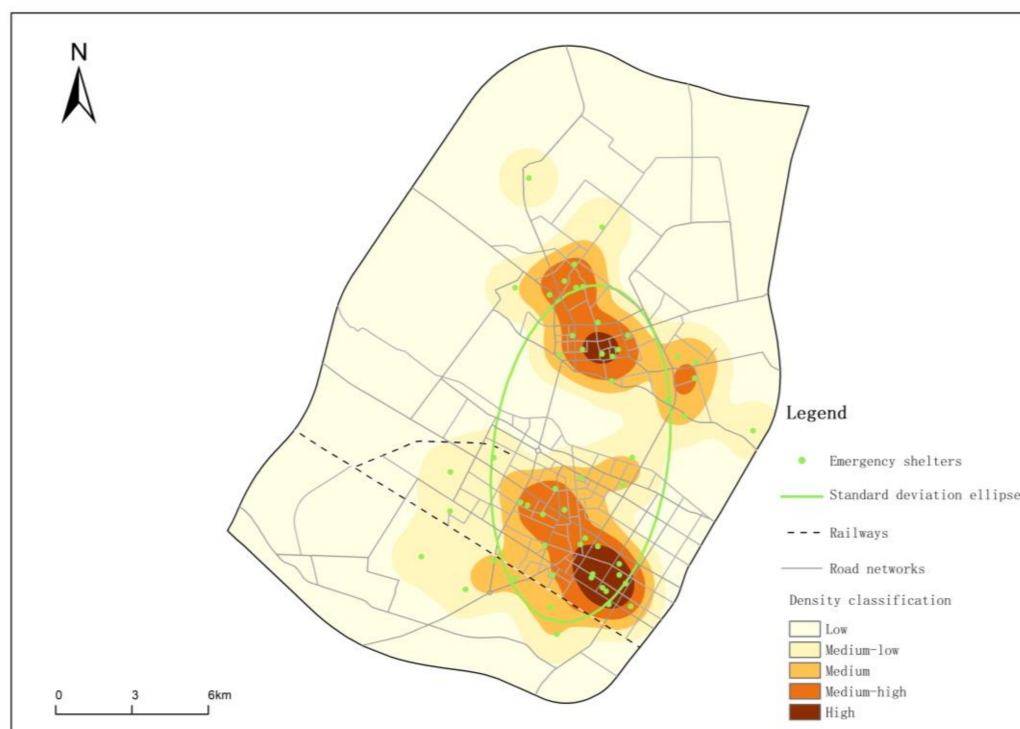 N
Legend
Emergency shelters
Standard deviation ellipse
Railways
Road networks
Density classification
Low
Medium-low
Medium
Medium-high
High
0 3 6km